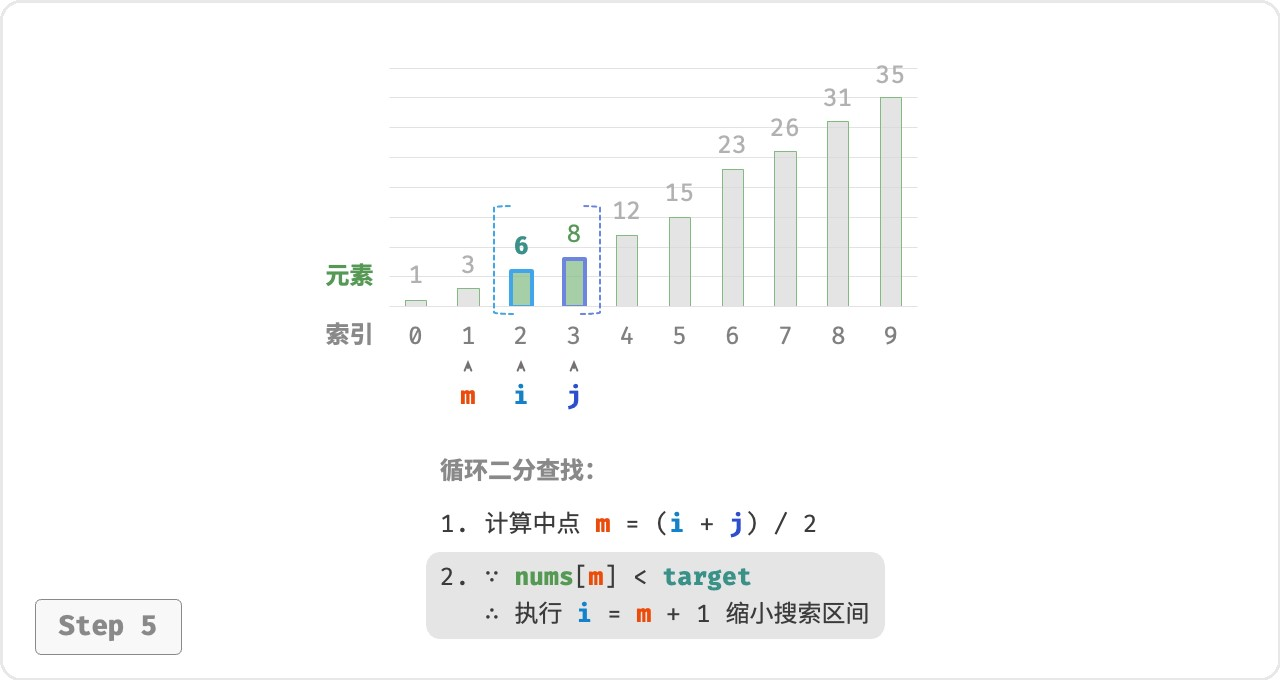 35
31
26
23
15
12
8
6
3
1
元素
索引 0 1 2 3 4 5 6 7 8 9
m i j
循环二分查找:
1. 计算中点 m = (i + j) / 2
2. ∵ nums[m] < target
∴ 执行 i = m + 1 缩小搜索区间
Step 5